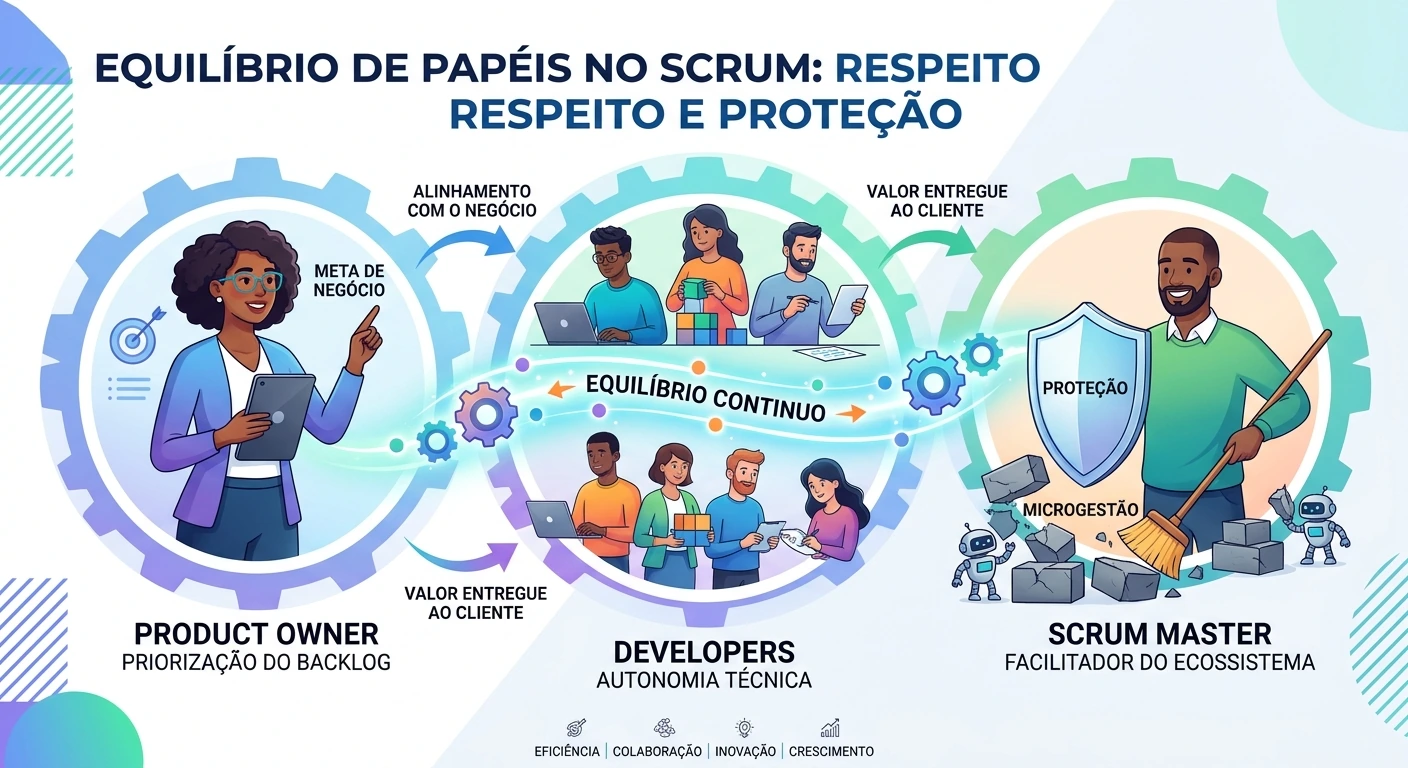 EQUILÍBRIO DE PAPÉIS NO SCRUM: RESPEITO
RESPEITO E PROTEÇÃO
ALINHAMENTO
COM O NEGÓCIO
VALOR ENTREGUE
AO CLIENTE
META DE
NEGÓCIO
EQUILÍBRIO CONTINUO
PROTEÇÃO
MICROGESTÃO
VALOR ENTREGUE
AO CLIENTE
PRODUCT OWNER
PRIORIZAÇÃO DO BACKLOG
DEVELOPERS
AUTONOMIA TÉCNICA
SCRUM MASTER
FACILITADOR DO ECOSSISTEMA
EFICIÊNCIA | COLABORAÇÃO | INOVAÇÃO | CRESCIMENTO